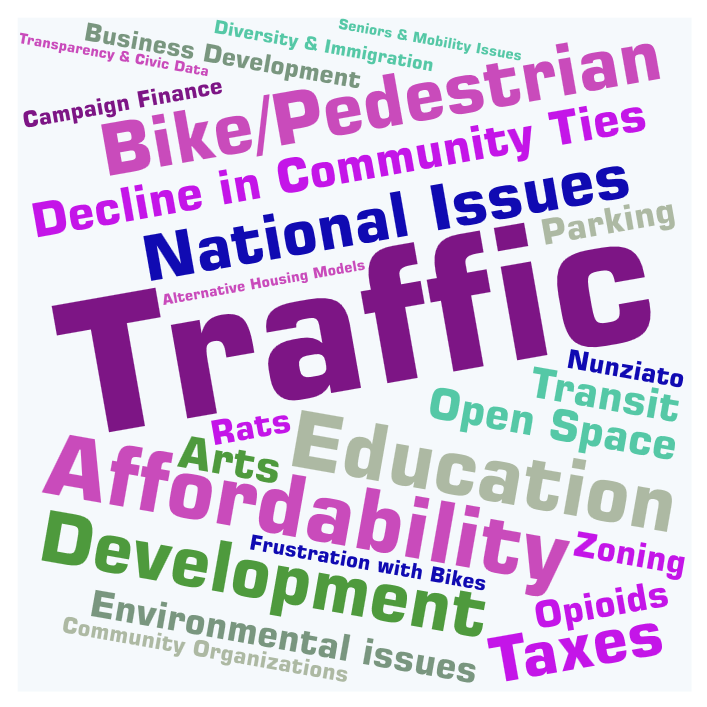 Seniors & Mobility Issues
Diversity & Immigration
Business Development
Transparency & Civic Data
Campaign Finance
Bike/Pedestrian
Decline in Community Ties
National Issues
Parking
Alternative Housing Models
Traffic
Nunziato
Transit
Open Space
Rats
Arts
Education
Affordability
Zoning
Development
Frustration with Bikes
Opioids
Environmental issues
Community Organizations
Taxes